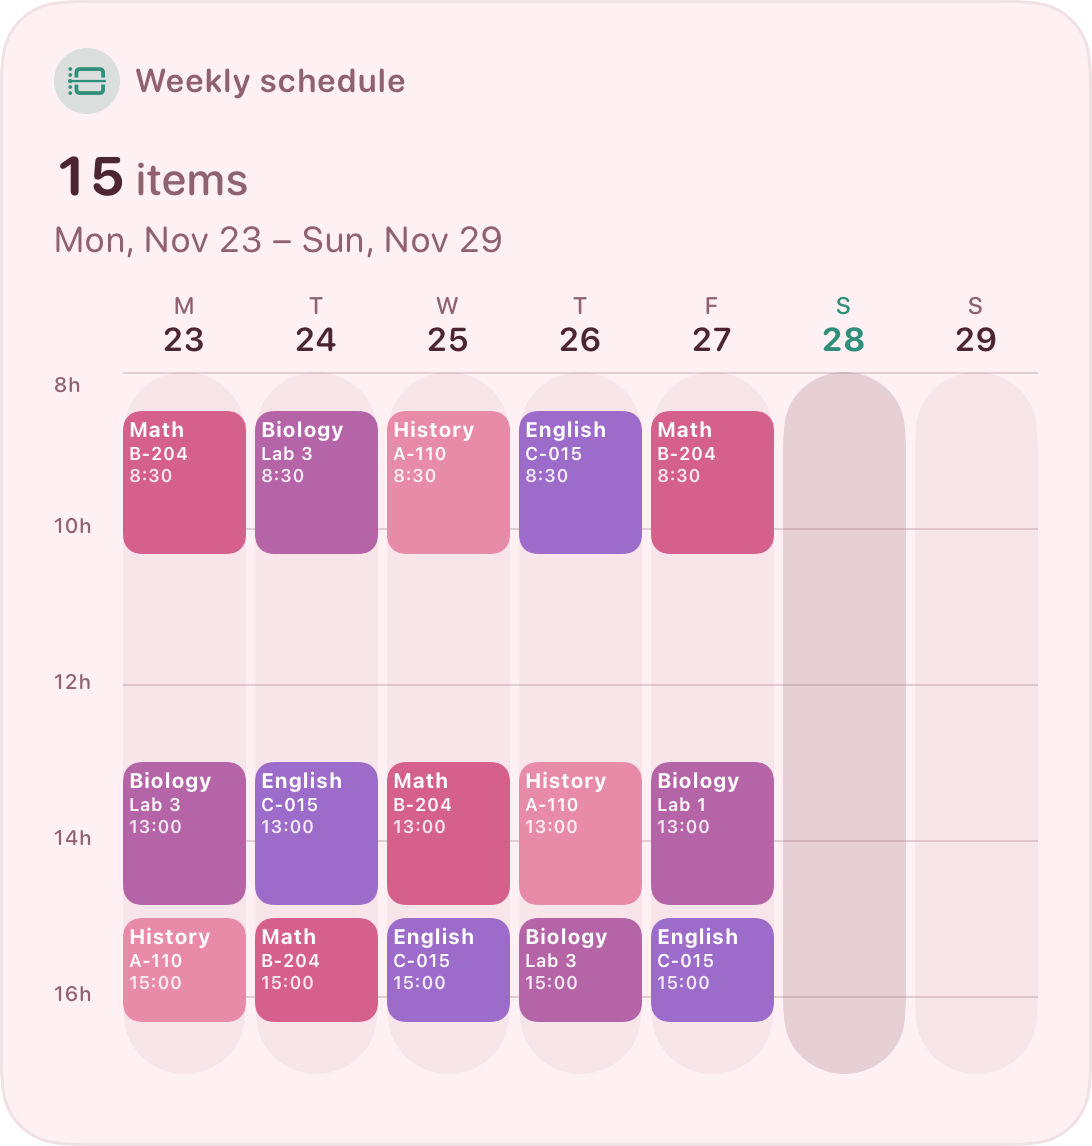 Weekly schedule
15 items
Mon, Nov 23 – Sun, Nov 29
M T W T F S S
23 24 25 26 27 28 29
8h
Math Biology History English Math
B-204 Lab 3 A-110 C-015 B-204
8:30 8:30 8:30 8:30 8:30
10h
12h
Biology English Math History Biology
Lab 3 C-015 B-204 A-110 Lab 1
13:00 13:00 13:00 13:00 13:00
14h
History Math English Biology English
A-110 B-204 C-015 Lab 3 C-015
15:00 15:00 15:00 15:00 15:00
16h